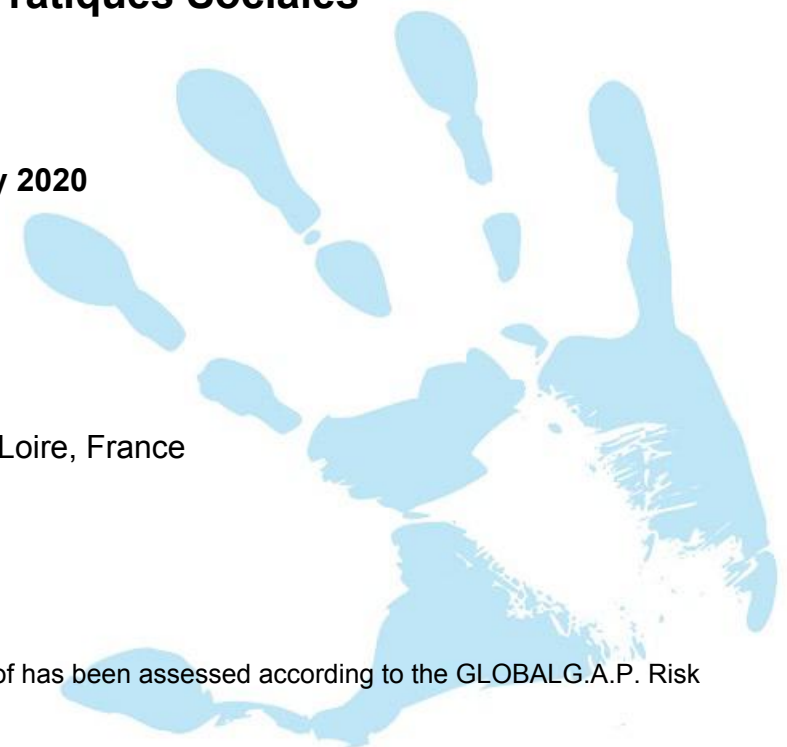 ratiques Sociales
y 2020
Loire, France
of has been assessed according to the GLOBALG.A.P. Risk